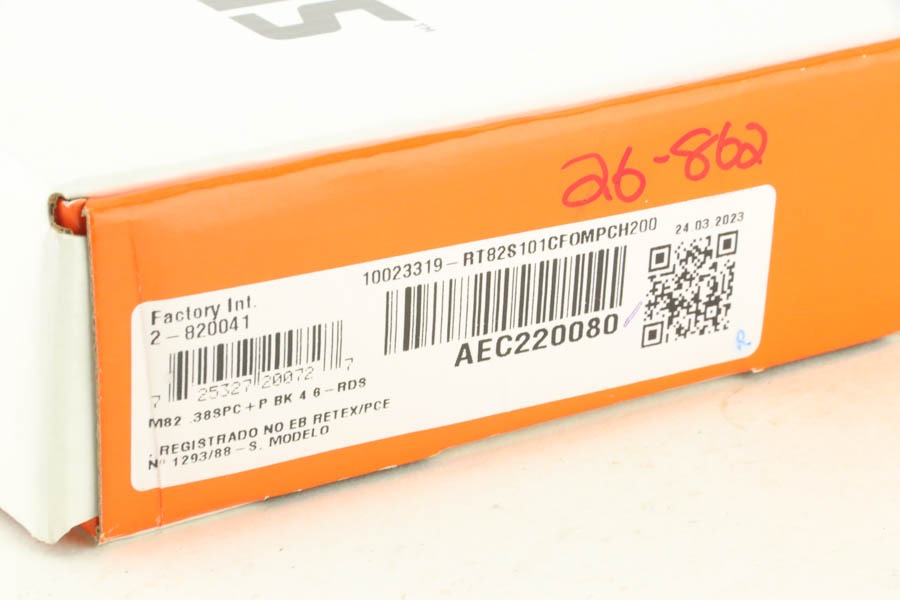 ™
26-862
24.03.2023
10023319-RT82S101CFOMPCH200
Factory Int.
2-820041
AEC220080
7 25327 20072 7
M82 .38SPC+P BK 4 6-RDS
. REGISTRADO NO EB RETEX/PCE
Nº 1293/88-S. MODELO
R